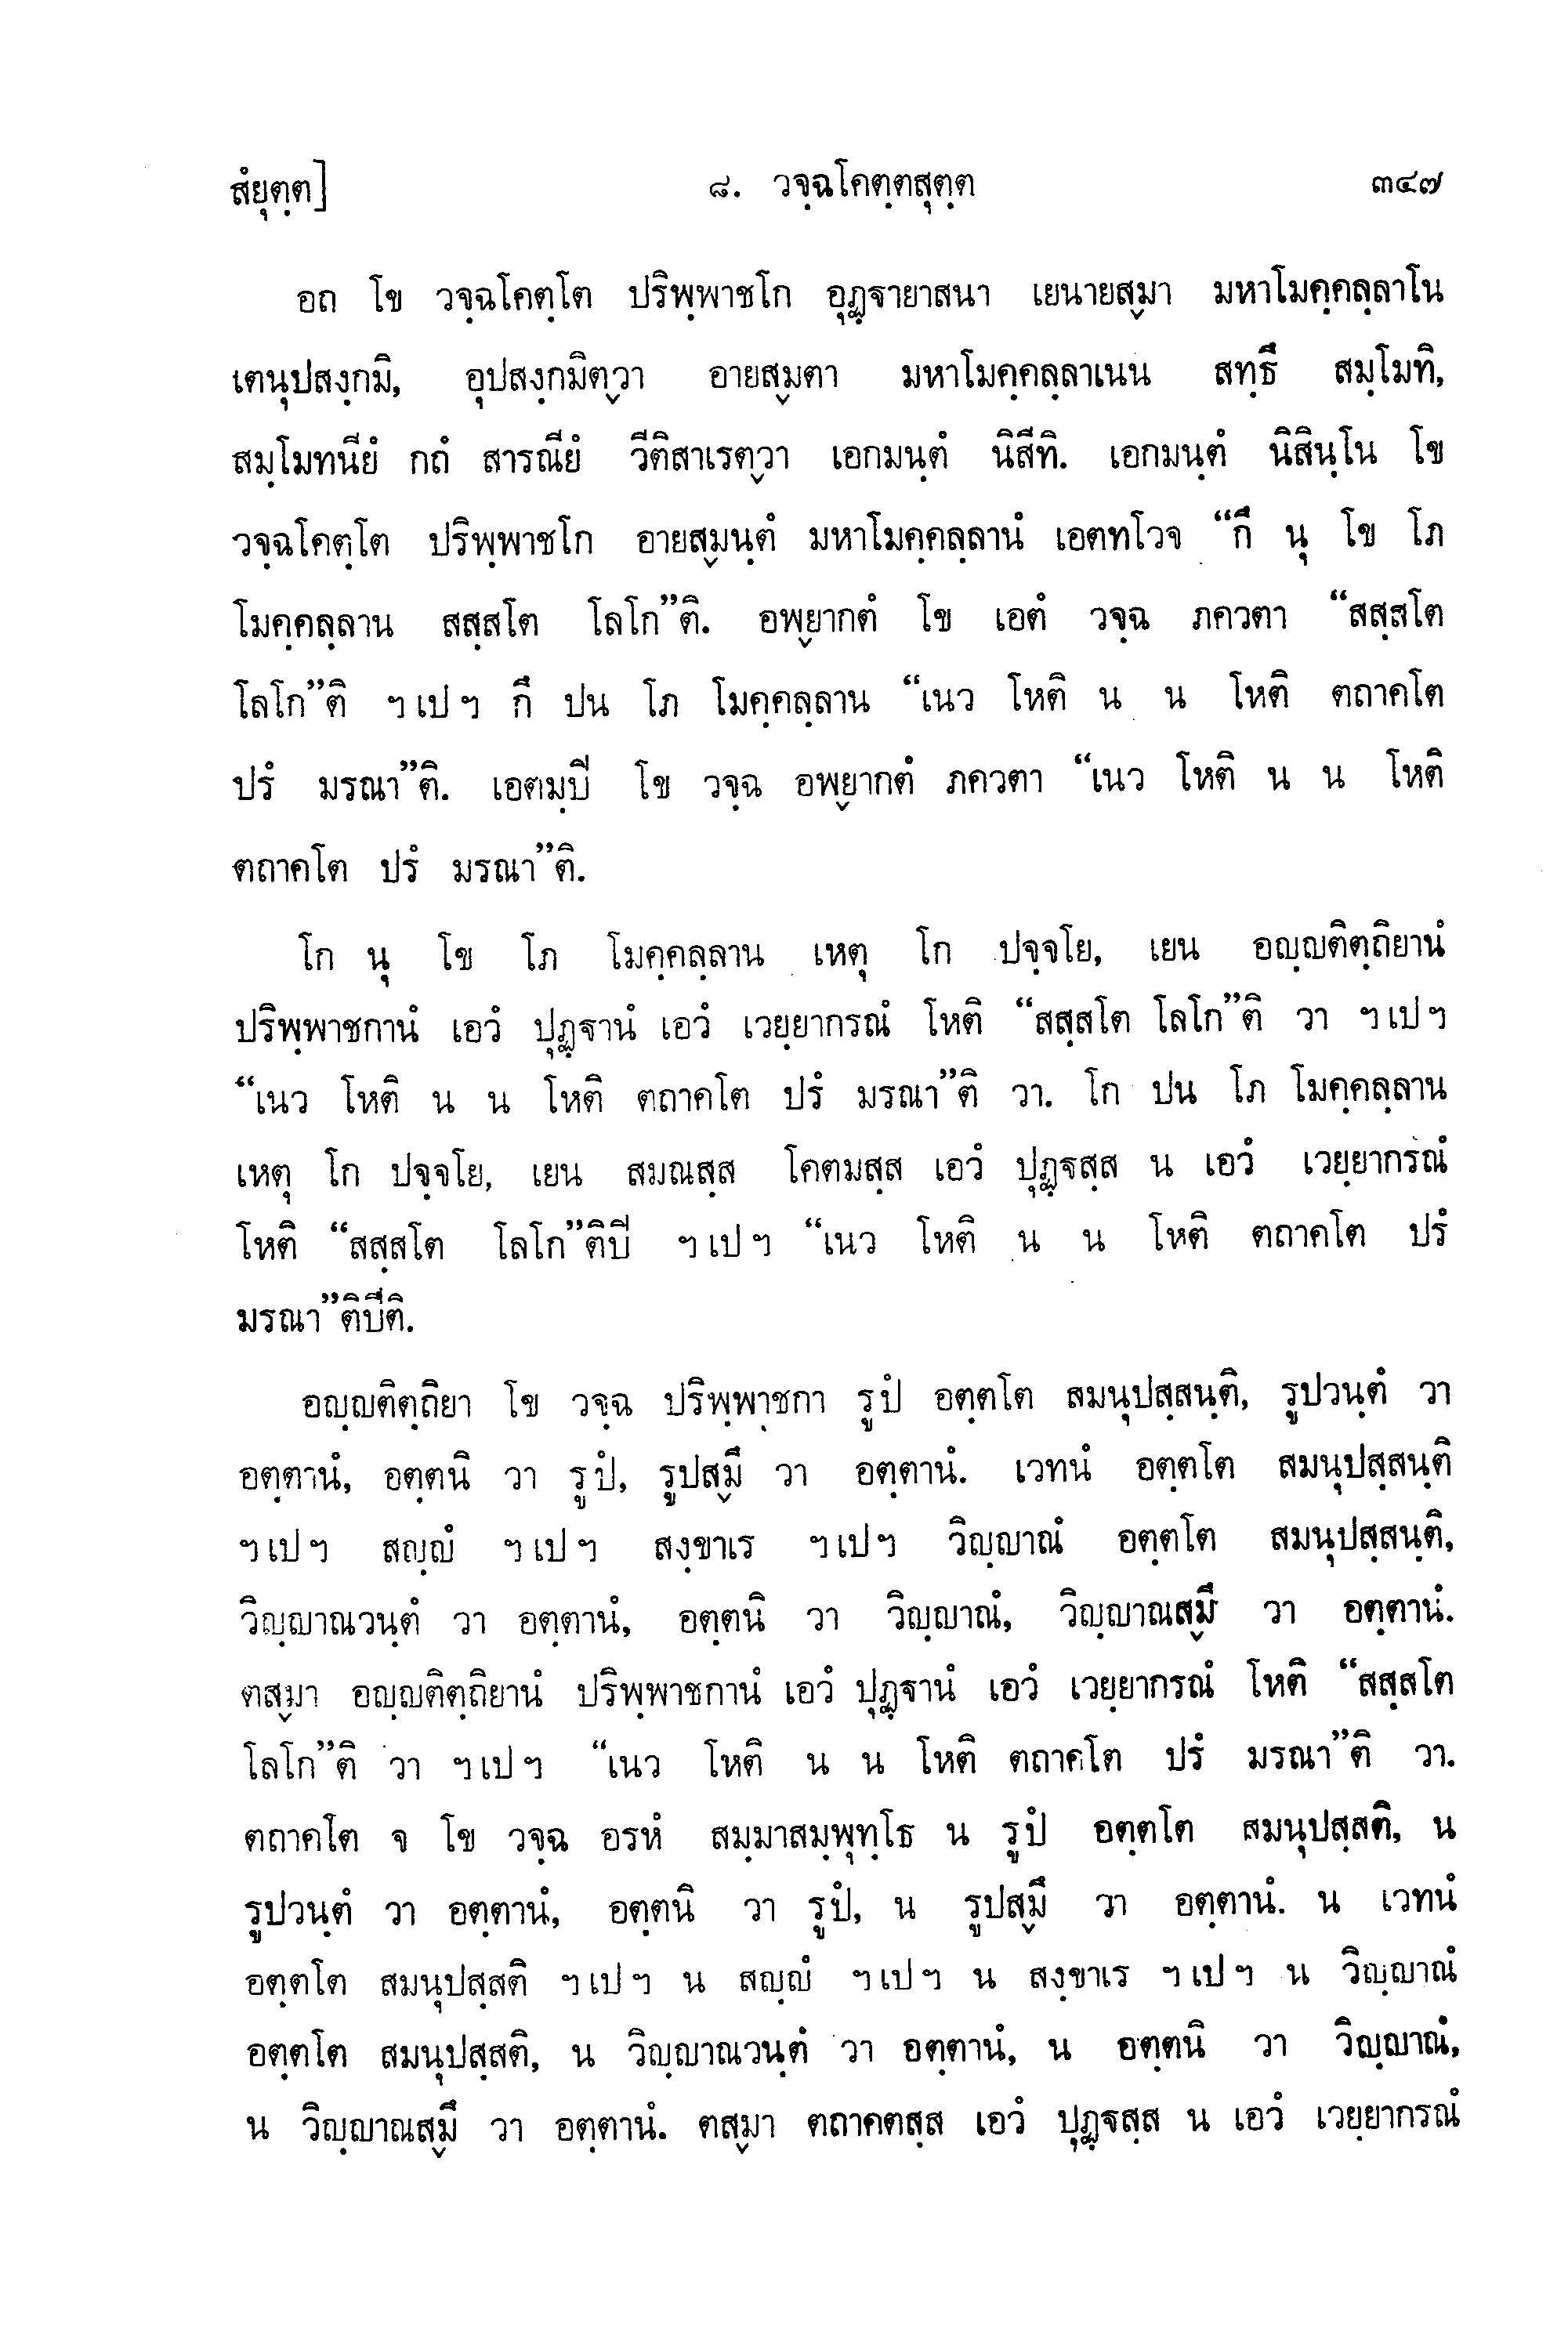 สํยุตฺต] ๘. วจฺฉโคตฺตสุตฺต ๓๔๗
อถ โข วจฺฉโคตฺโต ปริพฺพาชโก อุฏฺฐายาสนา เยนายสฺมา มหาโมคฺคลฺลาโน
เตนุปสงฺกมิ, อุปสงฺกมิตฺวา อายสฺมตา มหาโมคฺคลฺลาเนน สทฺธึ สมฺโมทิ,
สมฺโมทนียํ กถํ สารณียํ วีติสาเรตฺวา เอกมนฺตํ นิสีทิ. เอกมนฺตํ นิสินฺโน โข
วจฺฉโคตฺโต ปริพฺพาชโก อายสฺมนฺตํ มหาโมคฺคลฺลานํ เอตทโวจ “กึ นุ โข โภ
โมคฺคลฺลาน สสฺสโต โลโก”ติ. อพฺยากตํ โข เอตํ วจฺฉ ภควตา “สสฺสโต
โลโก”ติ ฯ เป ฯ กึ ปน โภ โมคฺคลฺลาน “เนว โหติ น น โหติ ตถาคโต
ปรํ มรณา”ติ. เอตมฺปิ โข วจฺฉ อพฺยากตํ ภควตา “เนว โหติ น น โหติ
ตถาคโต ปรํ มรณา”ติ.
โก นุ โข โภ โมคฺคลฺลาน เหตุ โก ปจฺจโย, เยน อญฺญติตฺถิยานํ
ปริพฺพาชกานํ เอวํ ปุฏฺฐานํ เอวํ เวยฺยากรณํ โหติ “สสฺสโต โลโก”ติ วา ฯ เป ฯ
“เนว โหติ น น โหติ ตถาคโต ปรํ มรณา”ติ วา. โก ปน โภ โมคฺคลฺลาน
เหตุ โก ปจฺจโย, เยน สมณสฺส โคตมสฺส เอวํ ปุฏฺฐสฺส น เอวํ เวยฺยากรณํ
โหติ “สสฺสโต โลโก”ติปิ ฯ เป ฯ “เนว โหติ น น โหติ ตถาคโต ปรํ
มรณา”ติปีติ.
อญฺญติตฺถิยา โข วจฺฉ ปริพฺพาชกา รูปํ อตฺตโต สมนุปสฺสนฺติ, รูปวนฺตํ วา
อตฺตานํ, อตฺตนิ วา รูปํ, รูปสฺมึ วา อตฺตานํ. เวทนํ อตฺตโต สมนุปสฺสนฺติ
ฯ เป ฯ สญฺญํ ฯ เป ฯ สงฺขาเร ฯ เป ฯ วิญฺญาณํ อตฺตโต สมนุปสฺสนฺติ,
วิญฺญาณวนฺตํ วา อตฺตานํ, อตฺตนิ วา วิญฺญาณํ, วิญฺญาณสฺมึ วา อตฺตานํ.
ตสฺมา อญฺญติตฺถิยานํ ปริพฺพาชกานํ เอวํ ปุฏฺฐานํ เอวํ เวยฺยากรณํ โหติ “สสฺสโต
โลโก”ติ วา ฯ เป ฯ “เนว โหติ น น โหติ ตถาคโต ปรํ มรณา”ติ วา.
ตถาคโต จ โข วจฺฉ อรหํ สมฺมาสมฺพุทฺโธ น รูปํ อตฺตโต สมนุปสฺสติ, น
รูปวนฺตํ วา อตฺตานํ, อตฺตนิ วา รูปํ, น รูปสฺมึ วา อตฺตานํ. น เวทนํ
อตฺตโต สมนุปสฺสติ ฯ เป ฯ น สญฺญํ ฯ เป ฯ น สงฺขาเร ฯ เป ฯ น วิญฺญาณํ
อตฺตโต สมนุปสฺสติ, น วิญฺญาณวนฺตํ วา อตฺตานํ, น อตฺตนิ วา วิญฺญาณํ,
น วิญฺญาณสฺมึ วา อตฺตานํ. ตสฺมา ตถาคตสฺส เอวํ ปุฏฺฐสฺส น เอวํ เวยฺยากรณํ